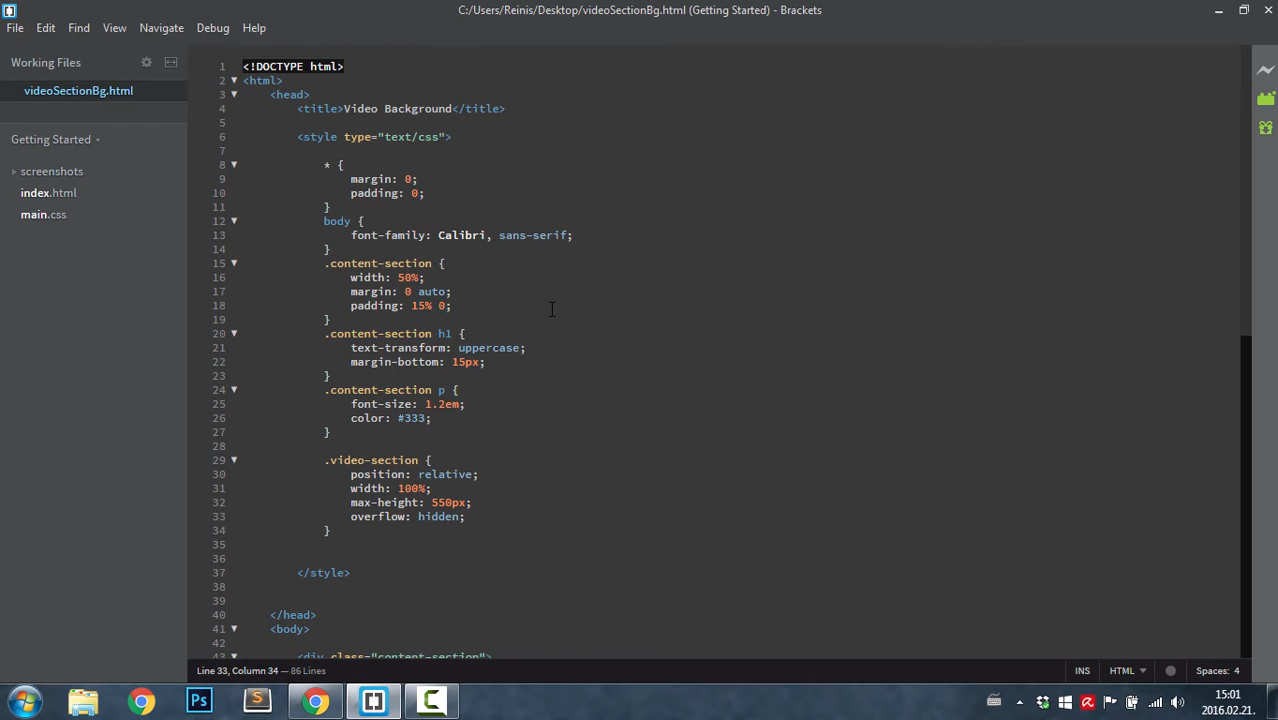 C:/Users/Reinis/Desktop/videoSectionBg.html (Getting Started) - Brackets
File Edit Find View Navigate Debug Help
Working Files
videoSectionBg.html
Getting Started
screenshots
index.html
main.css
1 <!DOCTYPE html>
2 <html>
3 <head>
4 <title>Video Background</title>
5
6 <style type="text/css">
7
8 * {
9 margin: 0;
10 padding: 0;
11 }
12 body {
13 font-family: Calibri, sans-serif;
14 }
15 .content-section {
16 width: 50%;
17 margin: 0 auto;
18 padding: 15% 0;
19 }
20 .content-section h1 {
21 text-transform: uppercase;
22 margin-bottom: 15px;
23 }
24 .content-section p {
25 font-size: 1.2em;
26 color: #333;
27 }
28
29 .video-section {
30 position: relative;
31 width: 100%;
32 max-height: 550px;
33 overflow: hidden;
34 }
35
36
37 </style>
38
39
40 </head>
41 <body>
42
43 <div class="content-section">
Line 33, Column 34 — 86 Lines
INS HTML Spaces: 4
Ps
S
C
15:01
2016.02.21.